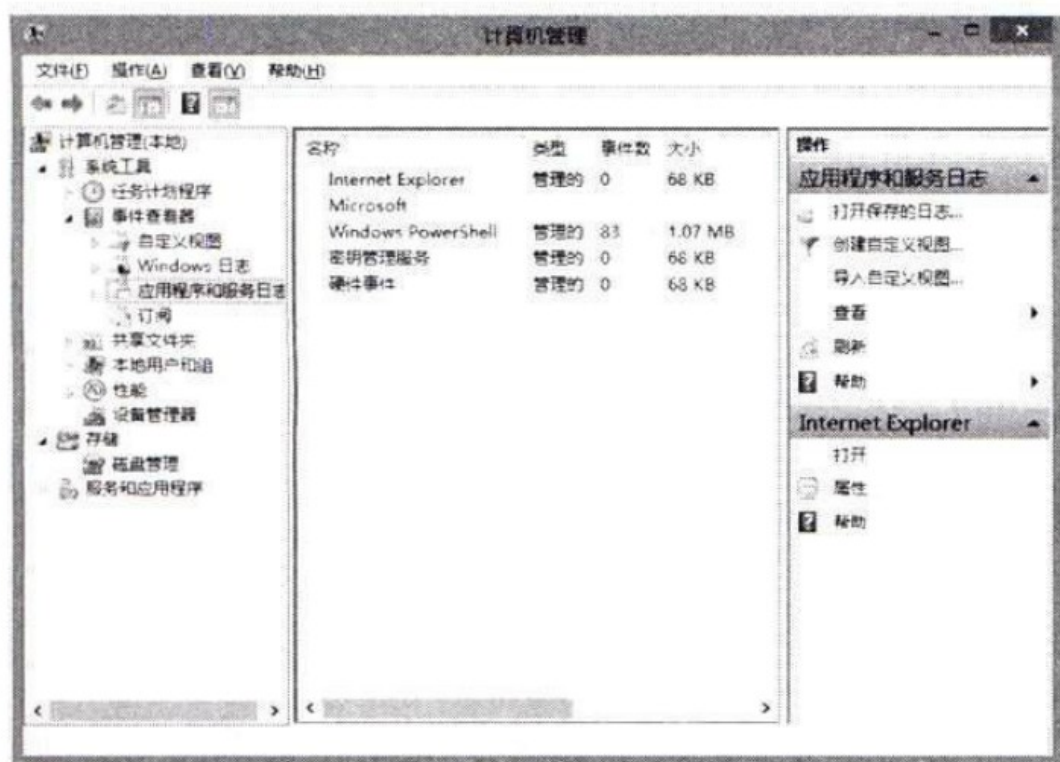 计算机管理
文件(F) 操作(A) 查看(V) 帮助(H)
计算机管理(本地)
系统工具
任务计划程序
事件查看器
自定义视图
Windows 日志
应用程序和服务日志
订阅
共享文件夹
本地用户和组
性能
设备管理器
存储
磁盘管理
服务和应用程序
名称 类型 事件数 大小
Internet Explorer 管理的 0 68 KB
Microsoft
Windows PowerShell 管理的 83 1.07 MB
密钥管理服务 管理的 0 68 KB
硬件事件 管理的 0 68 KB
操作
应用程序和服务日志
打开保存的日志...
创建自定义视图...
导入自定义视图...
查看
刷新
帮助
Internet Explorer
打开
属性
帮助